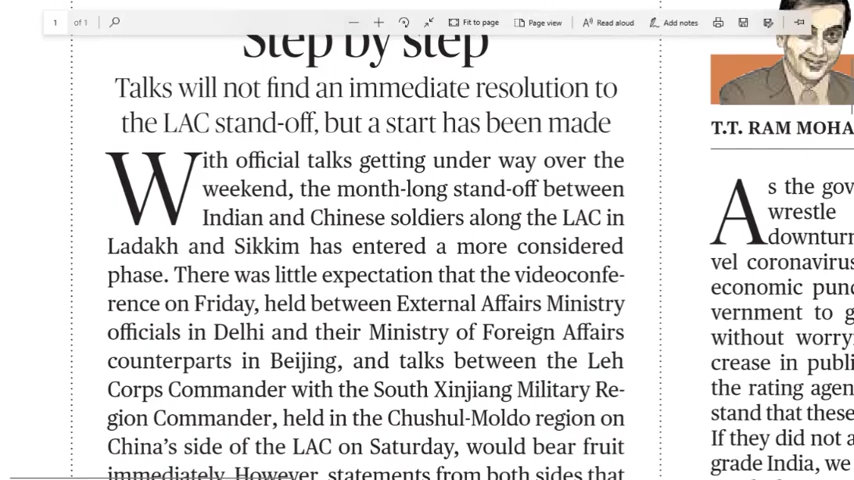 1 of 1 Fit to page Page view Read aloud Add notes
Step by step
Talks will not find an immediate resolution to
the LAC stand-off, but a start has been made
With official talks getting under way over the
weekend, the month-long stand-off between
Indian and Chinese soldiers along the LAC in
Ladakh and Sikkim has entered a more considered
phase. There was little expectation that the videoconfe-
rence on Friday, held between External Affairs Ministry
officials in Delhi and their Ministry of Foreign Affairs
counterparts in Beijing, and talks between the Leh
Corps Commander with the South Xinjiang Military Re-
gion Commander, held in the Chushul-Moldo region on
China's side of the LAC on Saturday, would bear fruit
immediately. However, statements from both sides that
T.T. RAM MOHA
As the gov
wrestle
downturn
vel coronavirus
economic pun
vernment to g
without worry
crease in publi
the rating agen
stand that these
If they did not a
grade India, we